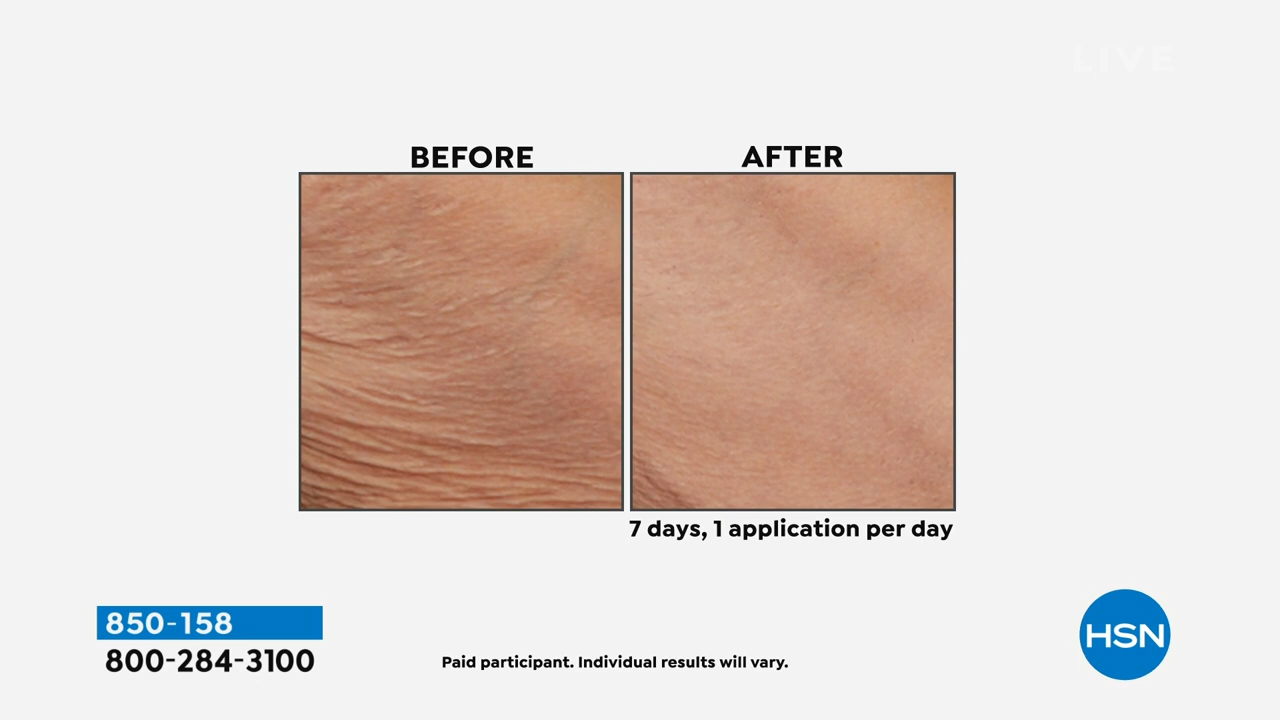 LIVE
BEFORE
AFTER
7 days, 1 application per day
850-158
800-284-3100
Paid participant. Individual results will vary.
HSN